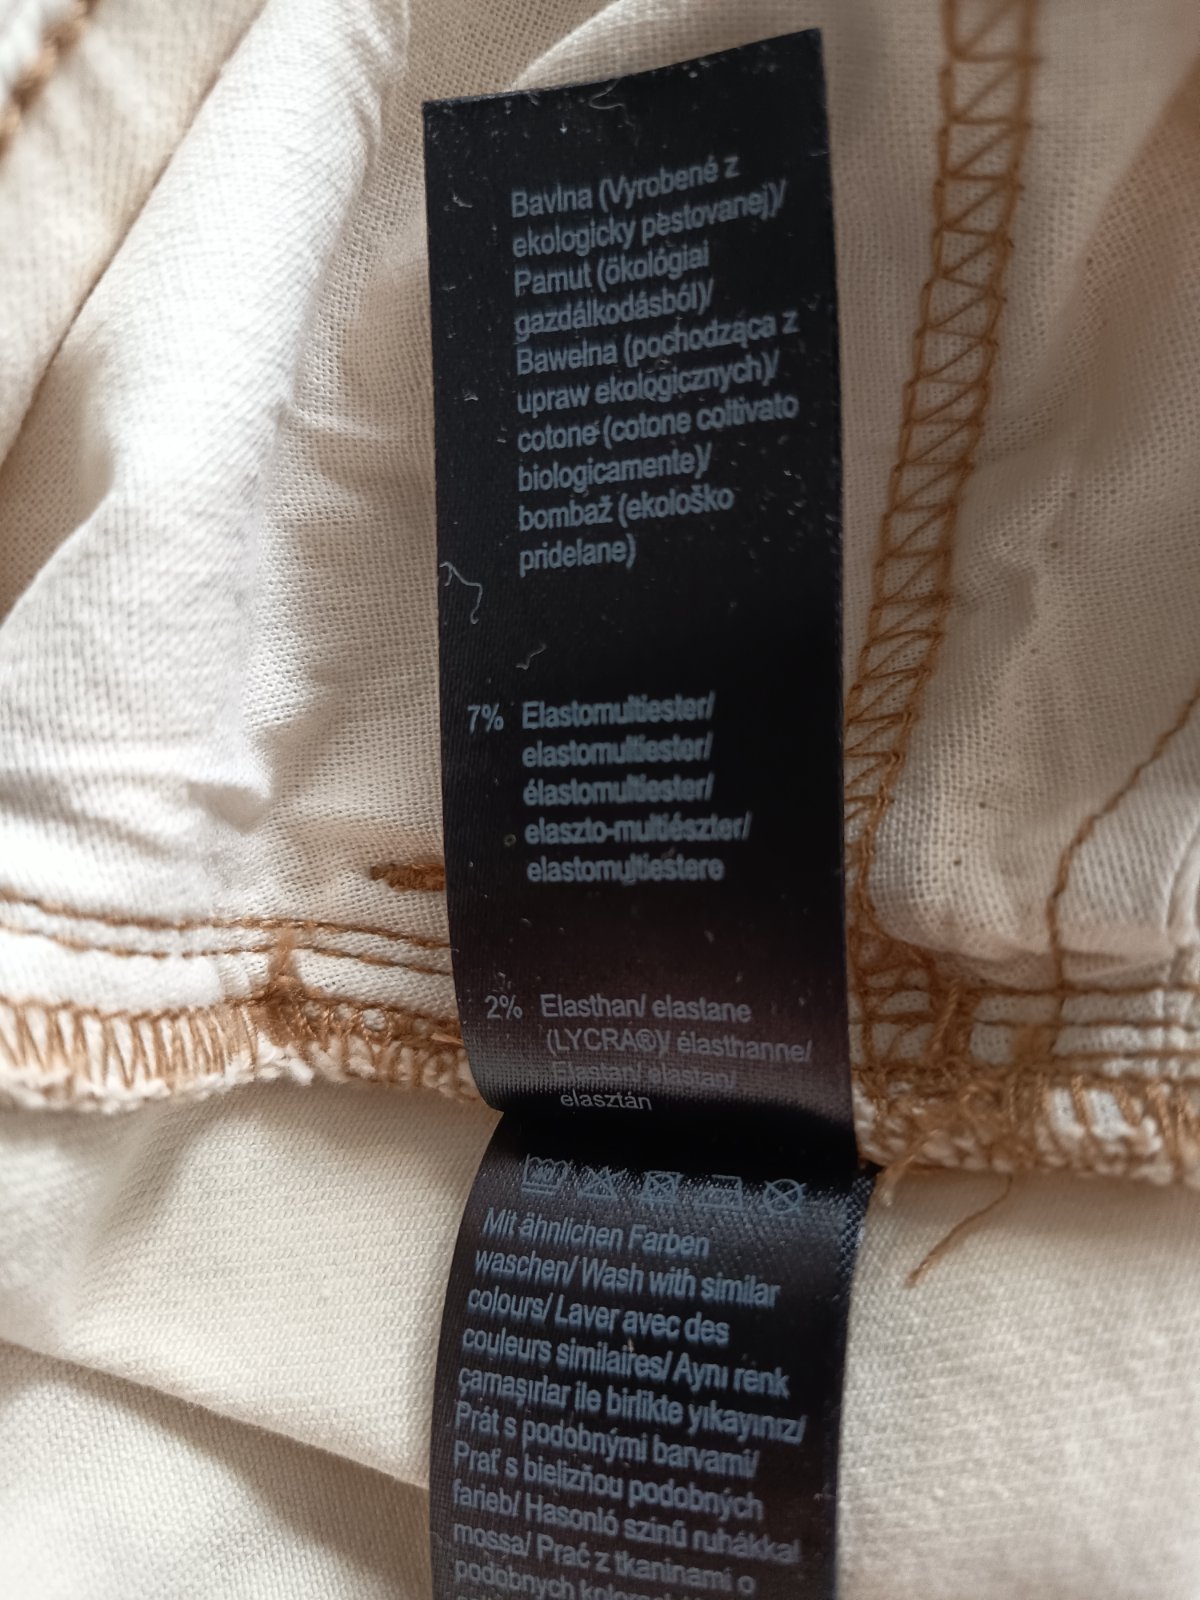 Bavlna (Vyrobené z
ekologicky pestovanej)/
Pamut (ökológiai
gazdálkodásból)/
Bawełna (pochodząca z
upraw ekologicznych)/
cotone (cotone coltivato
biologicamente)/
bombaž (ekološko
pridelane)
7% Elastomultiester/
elastomultiester/
élastomultiester/
elaszto-multiészter/
elastomultiestere
2% Elasthan/ elastane
(LYCRA®)/ élasthanne/
Elastan/ elastan/
elasztán
Mit ähnlichen Farben
waschen/ Wash with similar
colours/ Laver avec des
couleurs similaires/ Aynı renk
çamaşırlar ile birlikte yıkayınız/
Prát s podobnými barvami/
Prať s bielizňou podobných
farieb/ Hasonló színű ruhákkal
mossa/ Prać z tkaninami o
podobnych